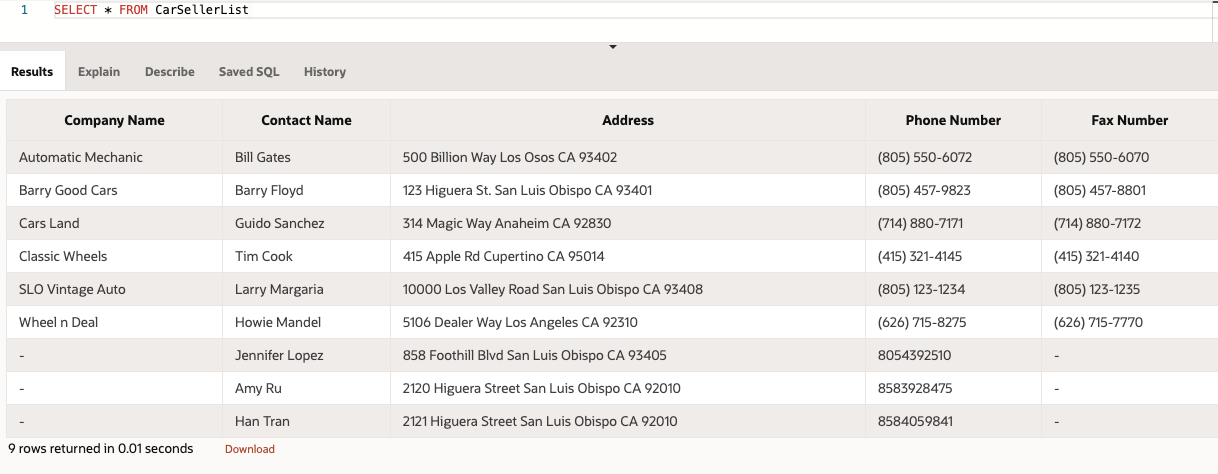 1 SELECT * FROM CarSellerList
Results Explain Describe Saved SQL History
Company Name Contact Name Address Phone Number Fax Number
Automatic Mechanic Bill Gates 500 Billion Way Los Osos CA 93402 (805) 550-6072 (805) 550-6070
Barry Good Cars Barry Floyd 123 Higuera St. San Luis Obispo CA 93401 (805) 457-9823 (805) 457-8801
Cars Land Guido Sanchez 314 Magic Way Anaheim CA 92830 (714) 880-7171 (714) 880-7172
Classic Wheels Tim Cook 415 Apple Rd Cupertino CA 95014 (415) 321-4145 (415) 321-4140
SLO Vintage Auto Larry Margaria 10000 Los Valley Road San Luis Obispo CA 93408 (805) 123-1234 (805) 123-1235
Wheel n Deal Howie Mandel 5106 Dealer Way Los Angeles CA 92310 (626) 715-8275 (626) 715-7770
- Jennifer Lopez 858 Foothill Blvd San Luis Obispo CA 93405 8054392510 -
- Amy Ru 2120 Higuera Street San Luis Obispo CA 92010 8583928475 -
- Han Tran 2121 Higuera Street San Luis Obispo CA 92010 8584059841 -
9 rows returned in 0.01 seconds Download